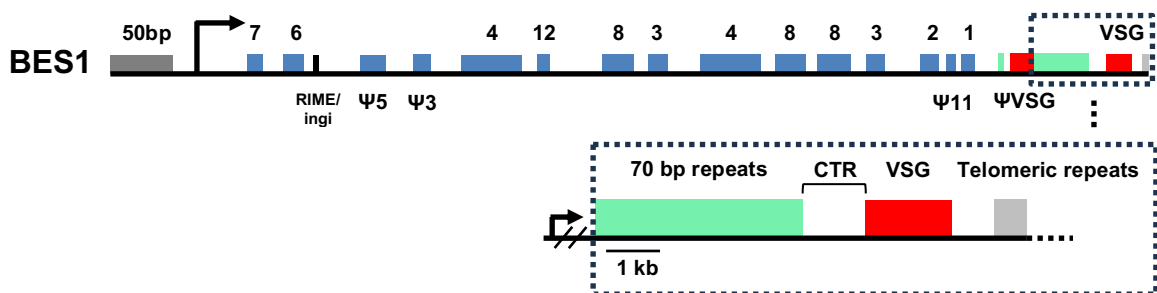 50bp 7 6 4 12 8 3 4 8 8 3 2 1 VSG
BES1
RIME/ Ψ5 Ψ3 Ψ11 ΨVSG
ingi
70 bp repeats CTR VSG Telomeric repeats
1 kb